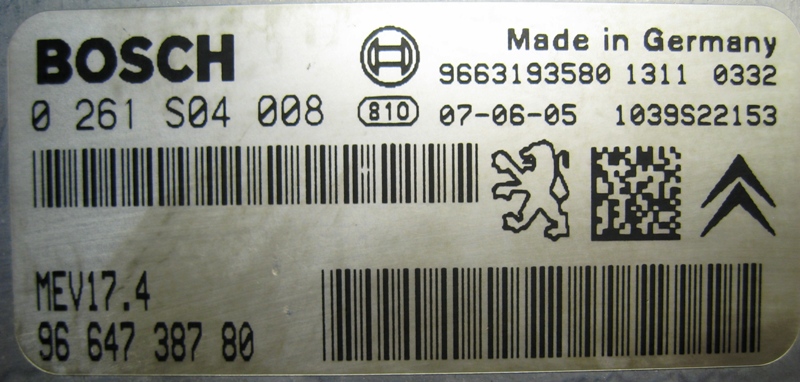 BOSCH
Made in Germany
9663193580 1311 0332
0 261 S04 008
810
07-06-05 1039S22153
MEV17.4
96 647 387 80